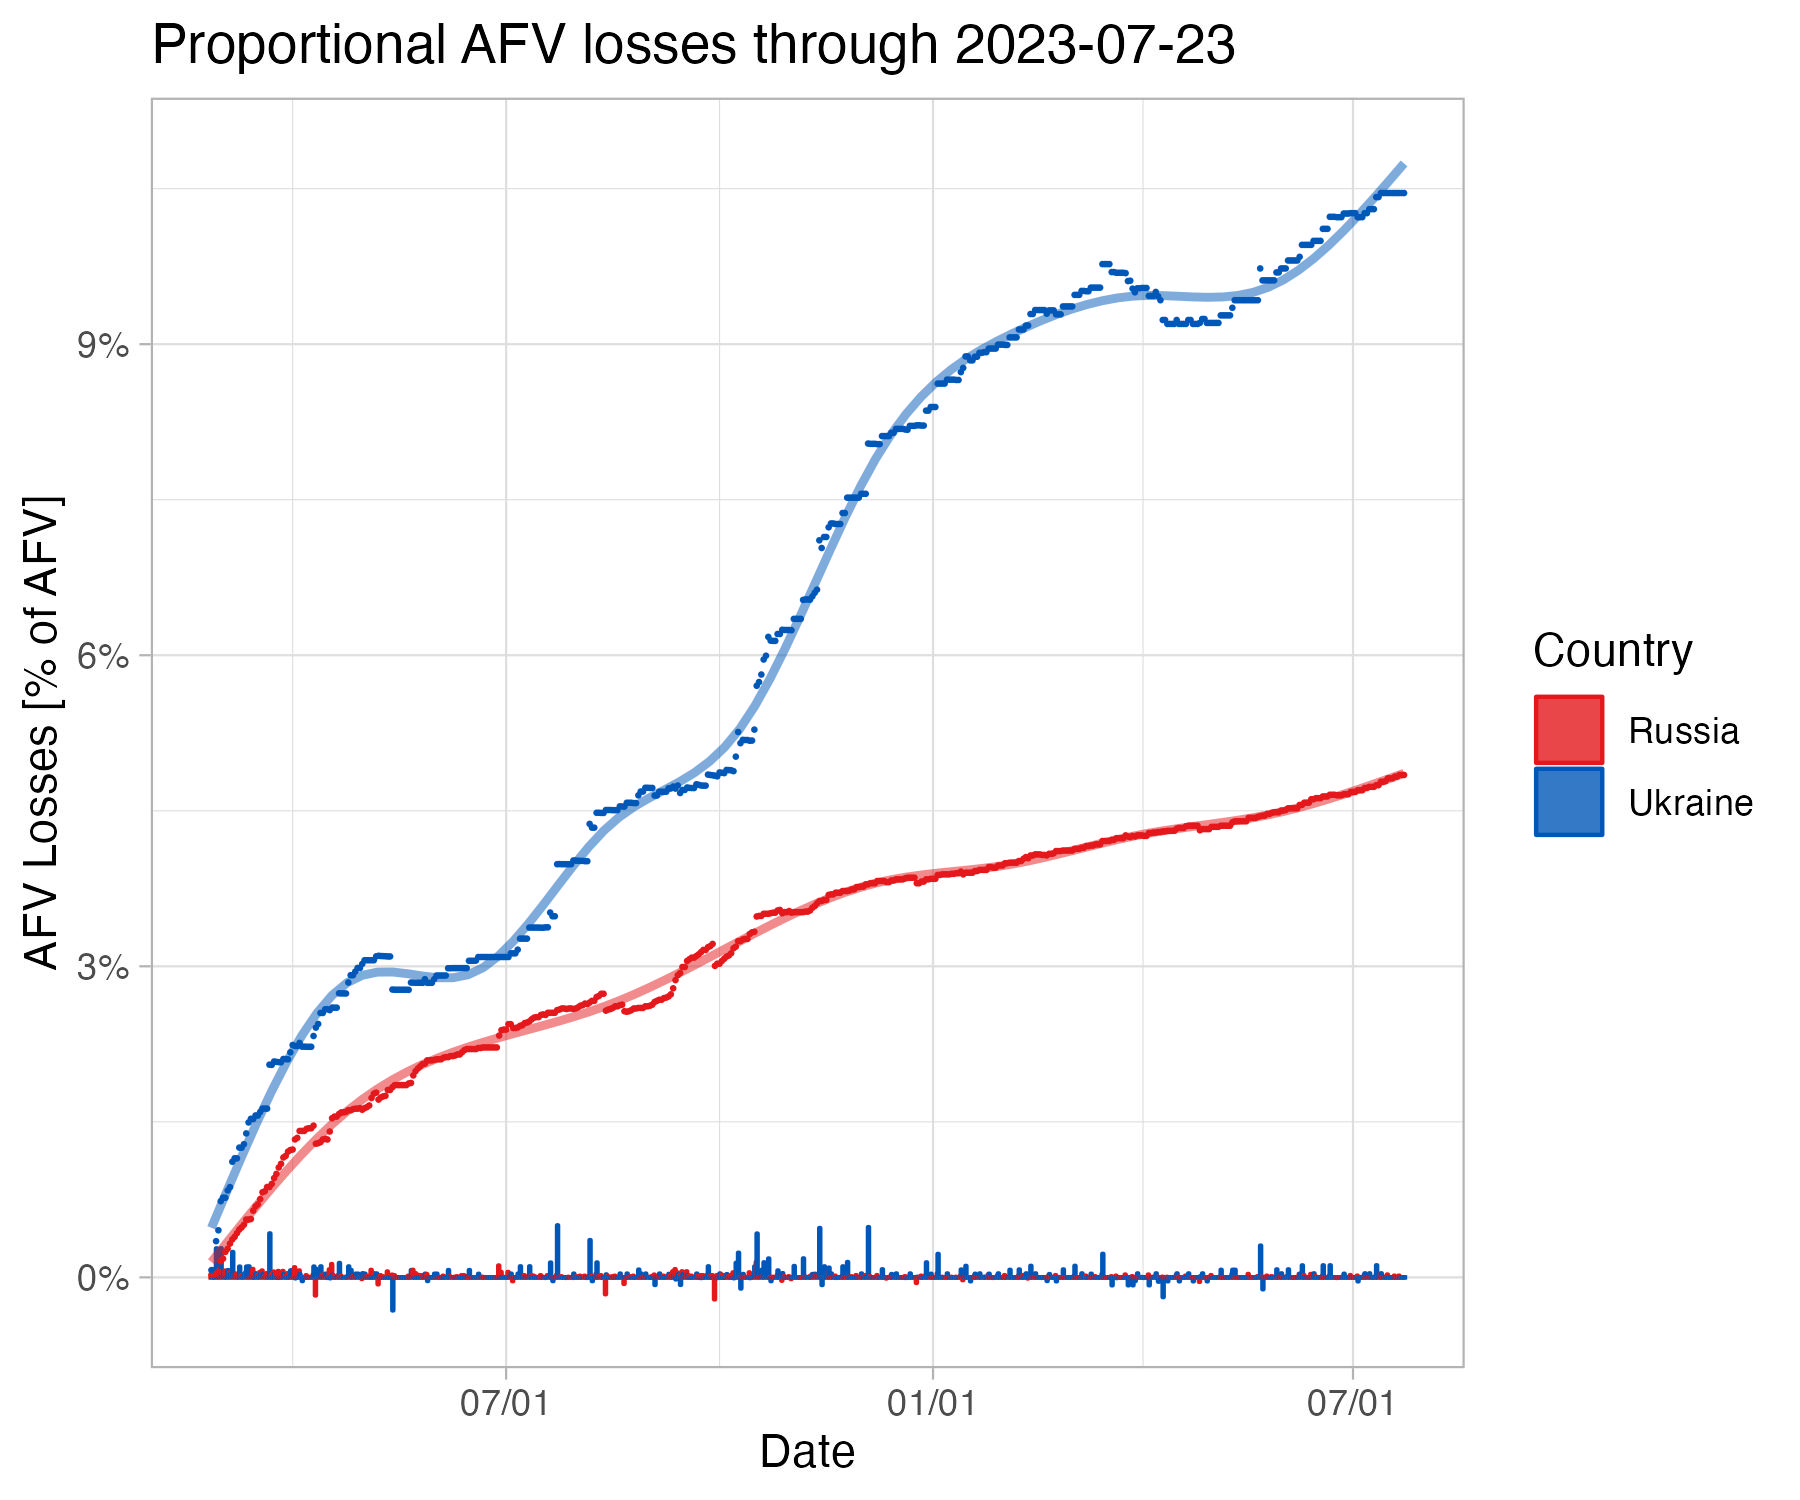 Proportional AFV losses through 2023-07-23
AFV Losses [% of AFV]
9%
6%
3%
0%
07/01
01/01
07/01
Date
Country
Russia
Ukraine